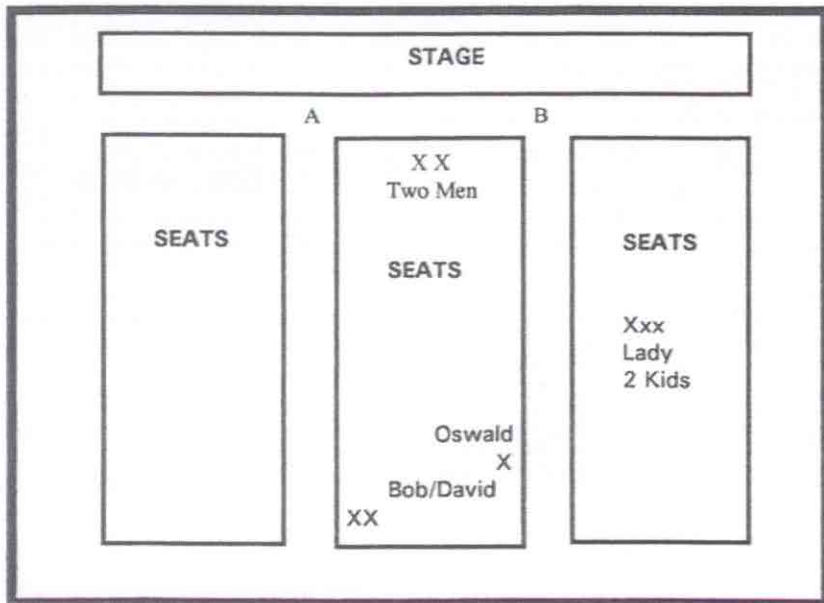 STAGE
A
B
X X
Two Men
SEATS
SEATS
SEATS
Xxx
Lady
2 Kids
Oswald
X
Bob/David
XX